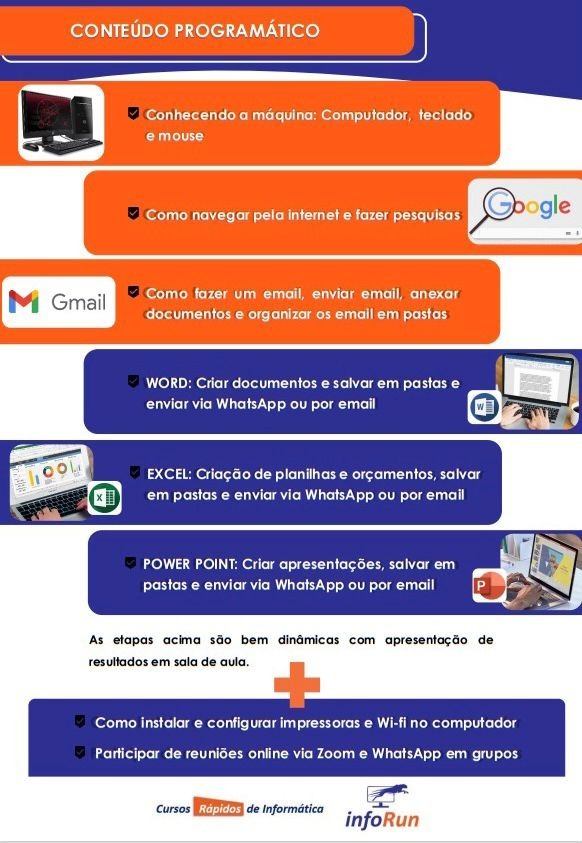 CONTEÚDO PROGRAMÁTICO
Conhecendo a máquina: Computador, teclado
e mouse
Como navegar pela internet e fazer pesquisas
Google
Gmail
Como fazer um email, enviar email, anexar
documentos e organizar os email em pastas
WORD: Criar documentos e salvar em pastas e
enviar via WhatsApp ou por email
W
EXCEL: Criação de planilhas e orçamentos, salvar
em pastas e enviar via WhatsApp ou por email
X
POWER POINT: Criar apresentações, salvar em
pastas e enviar via WhatsApp ou por email
P
As etapas acima são bem dinâmicas com apresentação de
resultados em sala de aula.
Como instalar e configurar impressoras e Wi-fi no computador
Participar de reuniões online via Zoom e WhatsApp em grupos
Cursos Rápidos de Informática
infoRun